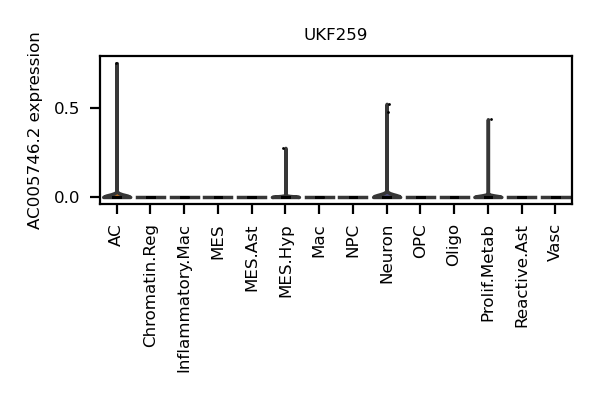 UKF259
AC005746.2 expression
0.5
0.0
AC
Chromatin.Reg
Inflammatory.Mac
MES
MES.Ast
MES.Hyp
Mac
NPC
Neuron
OPC
Oligo
Prolif.Metab
Reactive.Ast
Vasc